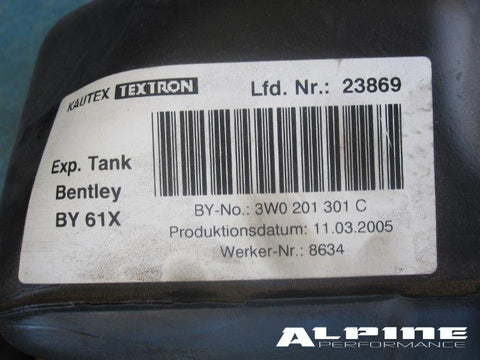 KAUTEX TEXTRON
Lfd. Nr.: 23869
Exp. Tank
Bentley
BY 61X
BY-No.: 3W0 201 301 C
Produktionsdatum: 11.03.2005
Werker-Nr.: 8634
ALPINE
PERFORMANCE